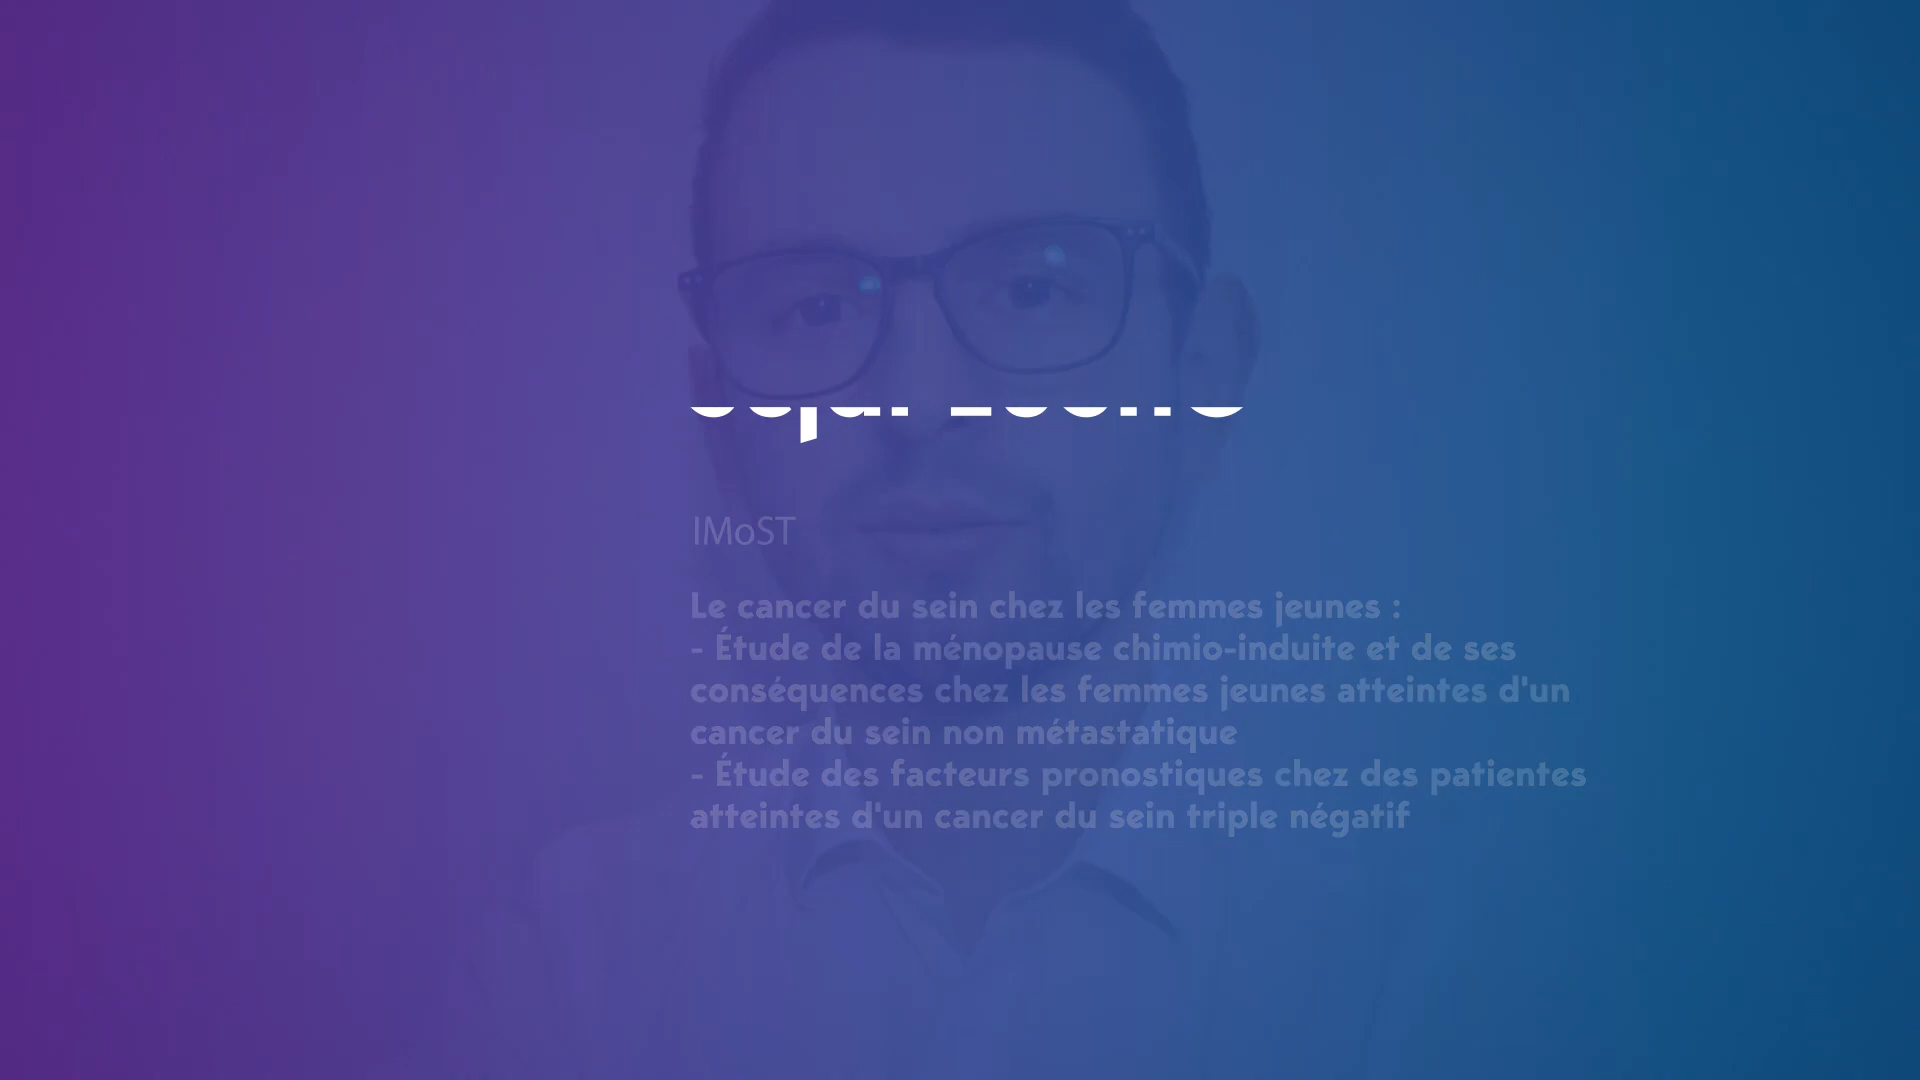 IMoST
Le cancer du sein chez les femmes jeunes :
- Étude de la ménopause chimio-induite et de ses
conséquences chez les femmes jeunes atteintes d'un
cancer du sein non métastatique
- Étude des facteurs pronostiques chez des patientes
atteintes d'un cancer du sein triple négatif